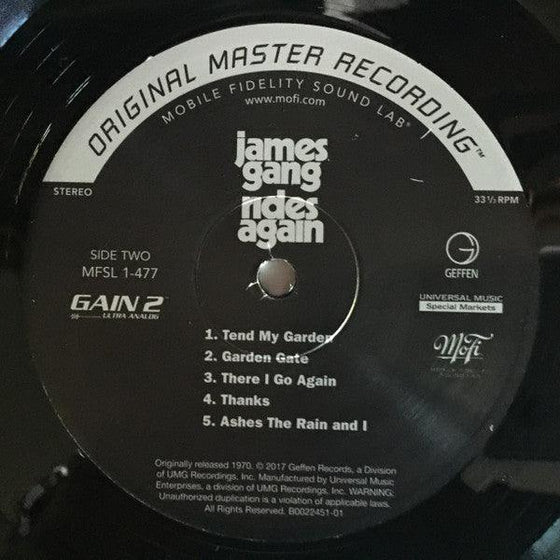 ORIGINAL MASTER RECORDING™
MOBILE FIDELITY SOUND LAB®
www.mofi.com
james
gang
rides
again
STEREO
33 1/3 RPM
SIDE TWO
MFSL 1-477
GEFFEN
GAIN 2™
ULTRA ANALOG
UNIVERSAL MUSIC
Special Markets
MoFi
1. Tend My Garden
2. Garden Gate
3. There I Go Again
4. Thanks
5. Ashes The Rain and I
Originally released 1970. © 2017 Geffen Records, a Division
of UMG Recordings, Inc. Manufactured by Universal Music
Enterprises, a division of UMG Recordings, Inc. WARNING:
Unauthorized duplication is a violation of applicable laws.
All Rights Reserved. B0022451-01